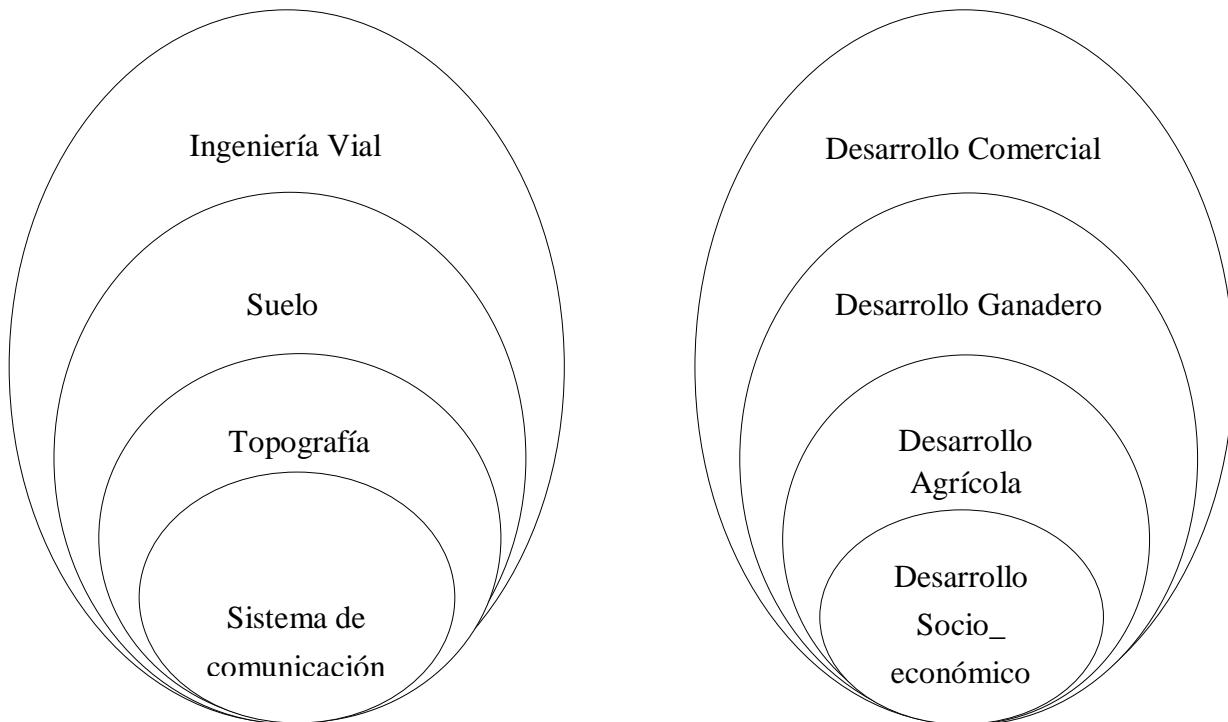 Ingeniería Vial
Suelo
Topografía
Sistema de
comunicación
Desarrollo Comercial
Desarrollo Ganadero
Desarrollo
Agrícola
Desarrollo
Socio_
económico